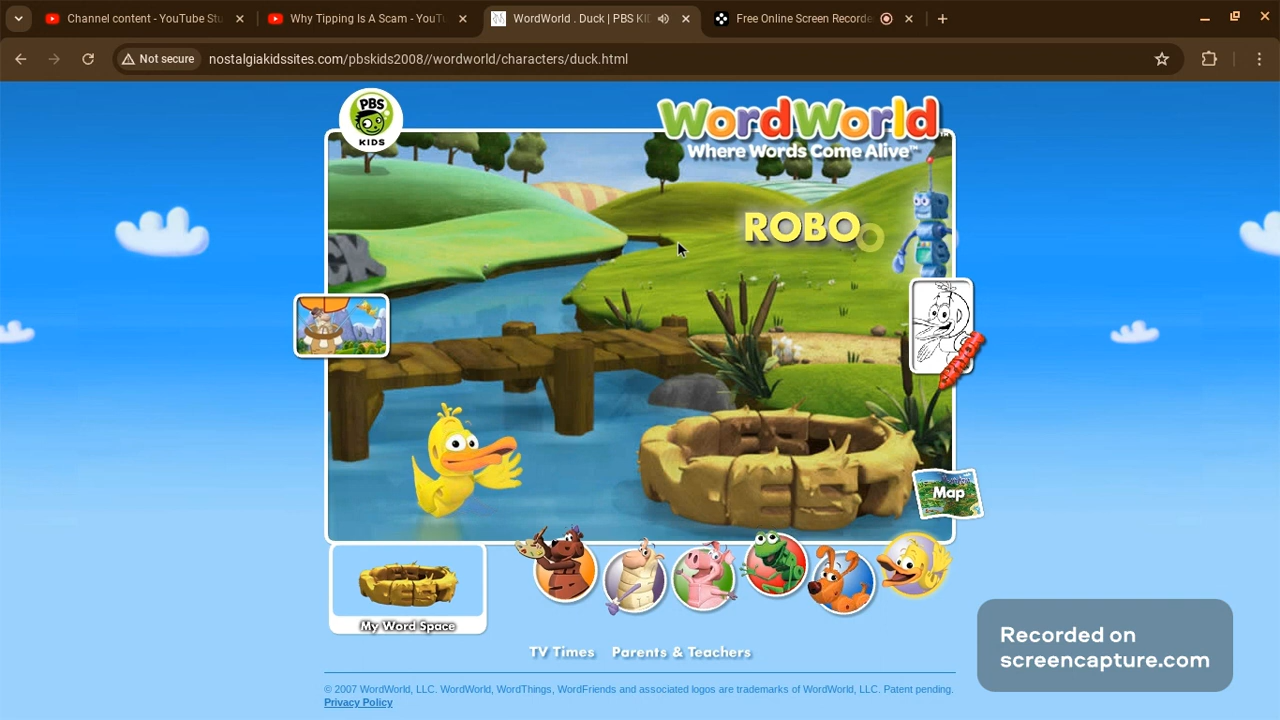 Channel content - YouTube Stu
Why Tipping Is A Scam - YouTu
WordWorld . Duck | PBS KI
Free Online Screen Recorde
Not secure
nostalgiakidssites.com/pbskids2008//wordworld/characters/duck.html
PBS
KIDS
WordWorld
Where Words Come Alive™
ROBO
CRAYON
Map
My Word Space
TV Times
Parents & Teachers
Recorded on
screencapture.com
© 2007 WordWorld, LLC. WordWorld, WordThings, WordFriends and associated logos are trademarks of WordWorld, LLC. Patent pending.
Privacy Policy